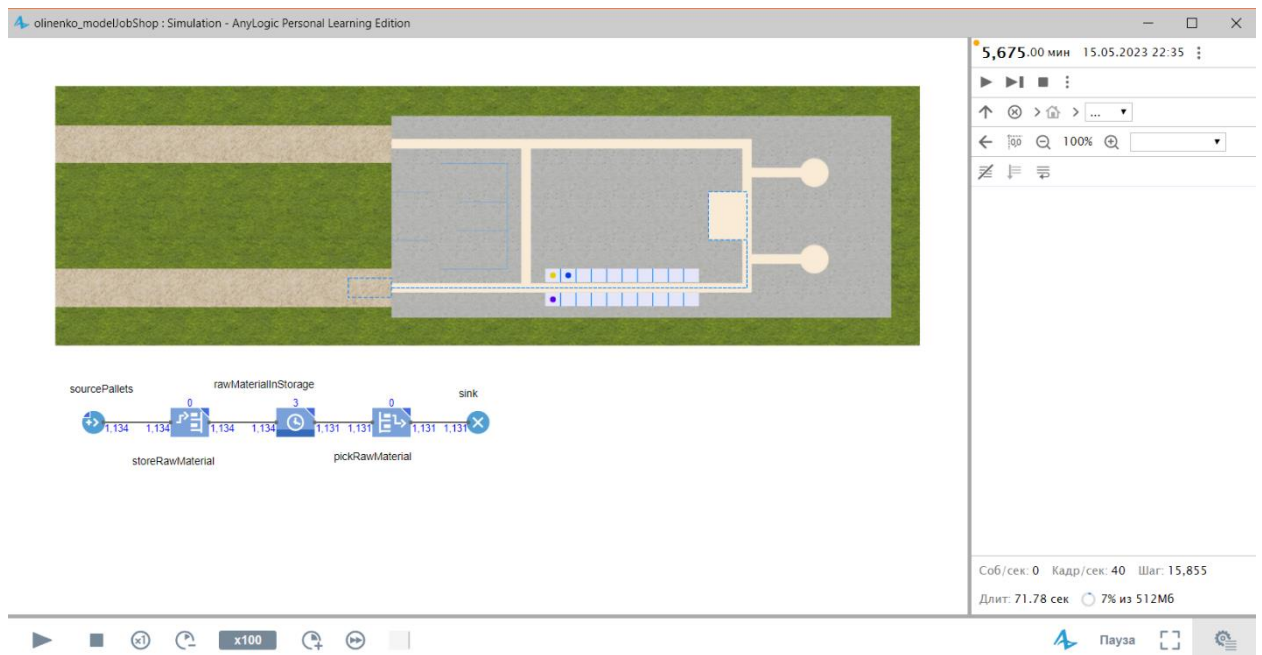 olinenko_modelJobShop : Simulation - AnyLogic Personal Learning Edition
5,675.00 мин 15.05.2023 22:35
...
100%
sourcePallets
rawMaterialInStorage
sink
0
3
0
1,134 1,134 1,134 1,134 1,131 1,131 1,131 1,131
storeRawMaterial
pickRawMaterial
Соб/сек: 0 Кадр/сек: 40 Шаг: 15,855
Длит: 71.78 сек 7% из 512Мб
x1
x100
Пауза